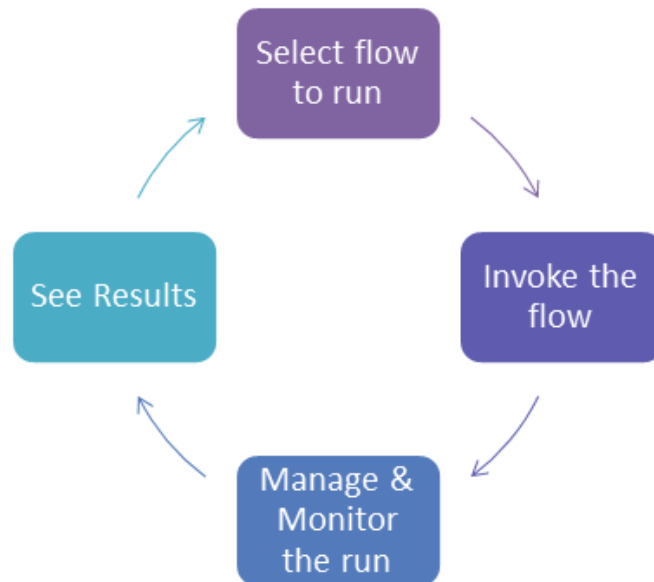 Select flow
to run
Invoke the
flow
Manage &
Monitor
the run
See Results